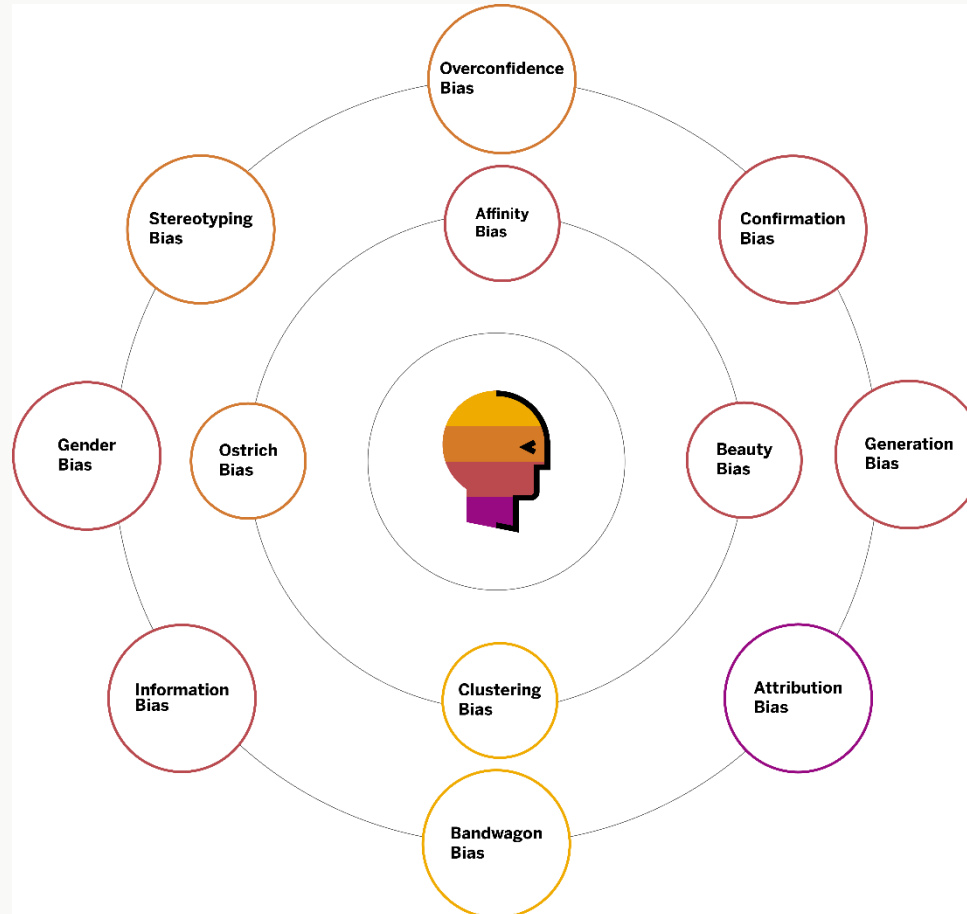 Overconfidence
Bias
Affinity
Bias
Stereotyping
Bias
Confirmation
Bias
Gender
Bias
Ostrich
Bias
Beauty
Bias
Generation
Bias
Information
Bias
Clustering
Bias
Attribution
Bias
Bandwagon
Bias